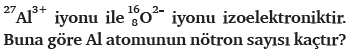 ²⁷Al³⁺ iyonu ile ¹⁶₈O²⁻ iyonu izoelektroniktir.
Buna göre Al atomunun nötron sayısı kaçtır?